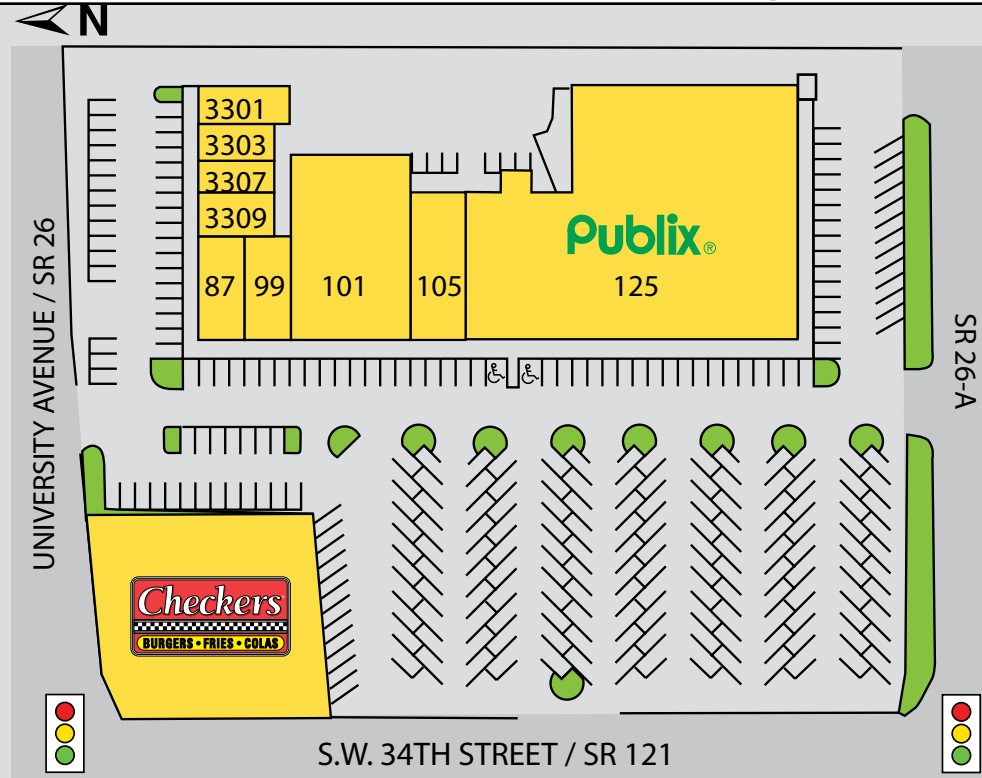 N
3301
3303
3307
3309
87
99
101
105
Publix®
125
UNIVERSITY AVENUE / SR 26
SR 26-A
Checkers
BURGERS • FRIES • COLAS
S.W. 34TH STREET / SR 121